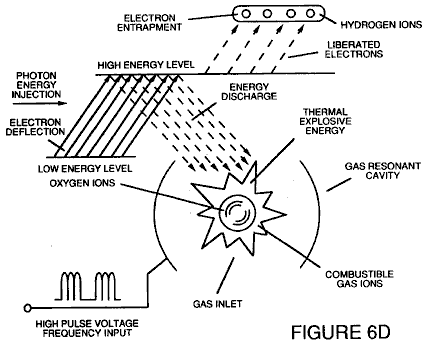 ELECTRON
ENTRAPMENT
HYDROGEN IONS
LIBERATED
ELECTRONS
HIGH ENERGY LEVEL
ENERGY
DISCHARGE
PHOTON
ENERGY
INJECTION
THERMAL
EXPLOSIVE
ENERGY
ELECTRON
DEFLECTION
LOW ENERGY LEVEL
OXYGEN IONS
GAS RESONANT
CAVITY
COMBUSTIBLE
GAS IONS
GAS INLET
HIGH PULSE VOLTAGE
FREQUENCY INPUT
FIGURE 6D